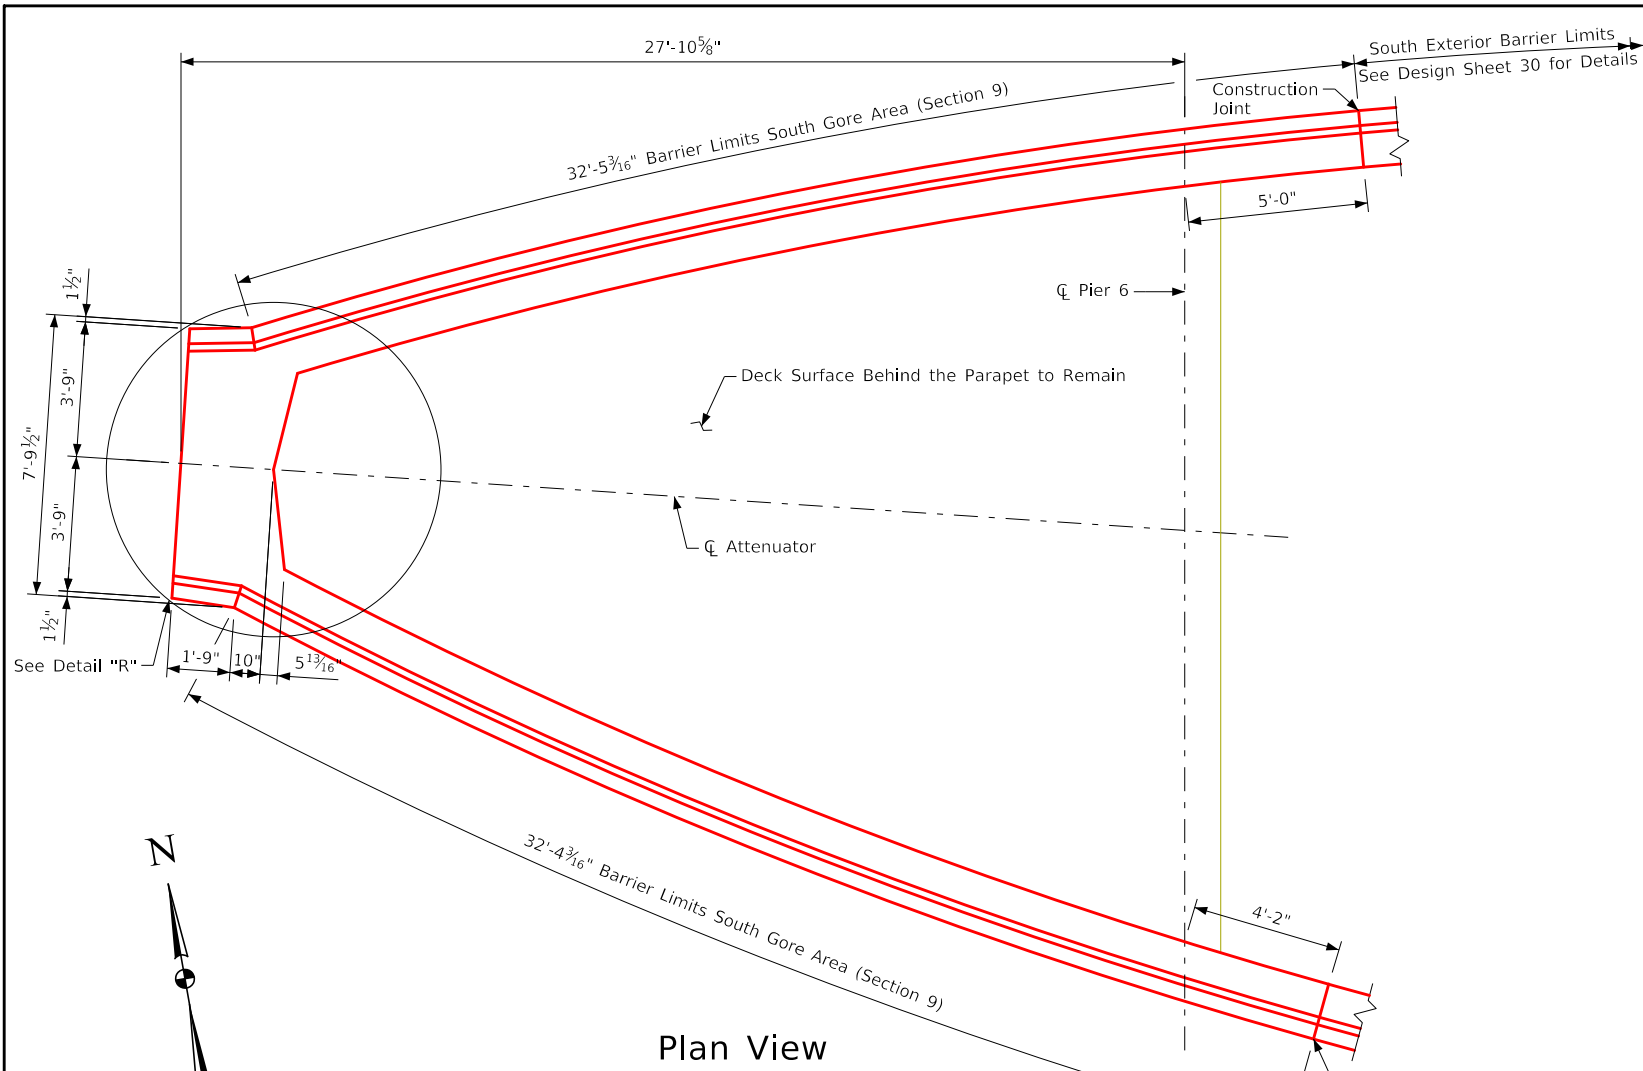 27'-10⅝"
South Exterior Barrier Limits
See Design Sheet 30 for Details
Construction
Joint
32'-5³⁄₁₆" Barrier Limits South Gore Area (Section 9)
5'-0"
1½"
℄ Pier 6
3'-9"
Deck Surface Behind the Parapet to Remain
7'-9½"
3'-9"
℄ Attenuator
1½"
See Detail "R"
1'-9"
10"
5¹³⁄₁₆"
32'-4³⁄₁₆" Barrier Limits South Gore Area (Section 9)
4'-2"
N
Plan View